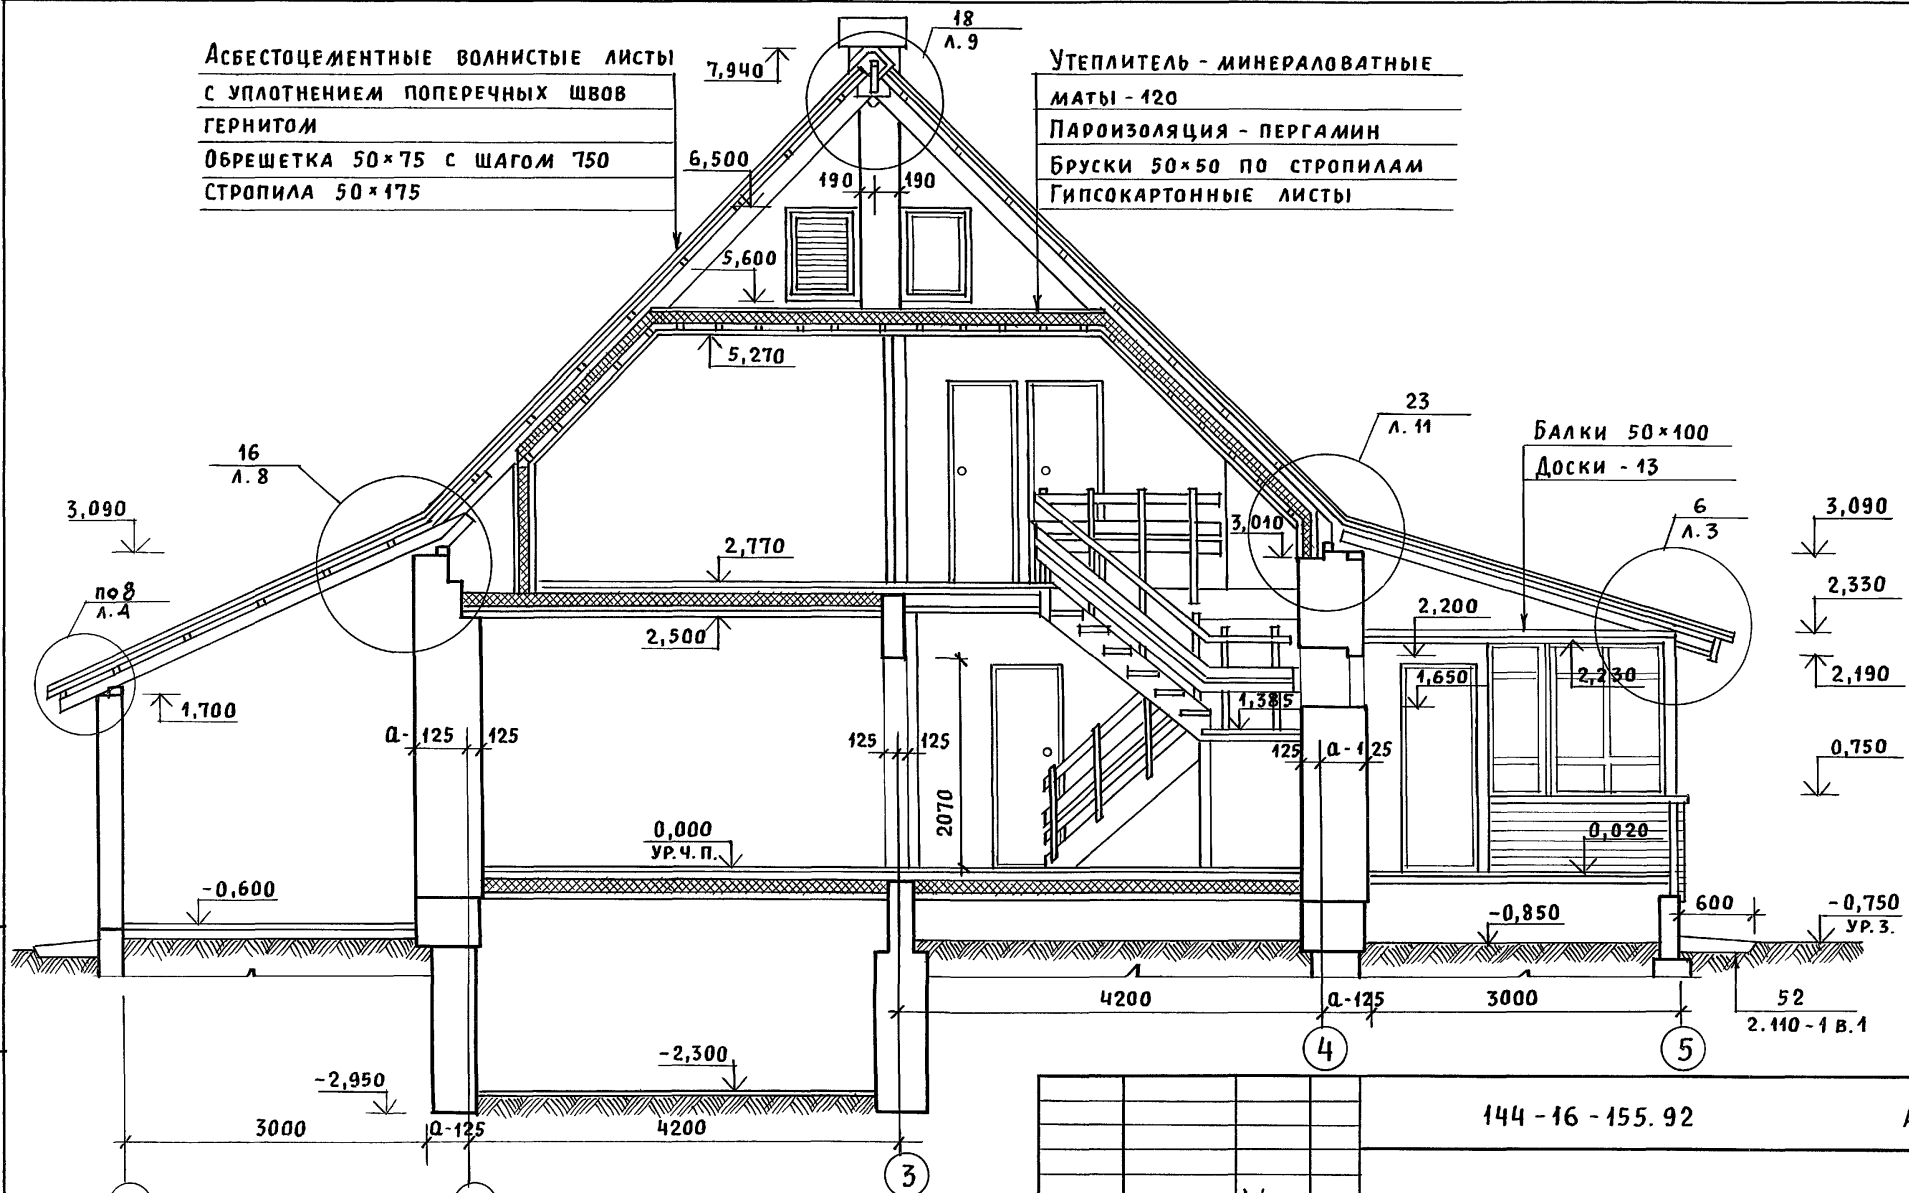 18
л. 9
Асбестоцементные волнистые листы
с уплотнением поперечных швов
гернитом
Обрешетка 50×75 с шагом 750
Стропила 50×175
7,940
Утеплитель - минераловатные
маты - 120
Пароизоляция - пергамин
Бруски 50×50 по стропилам
Гипсокартонные листы
6,500
190
190
5,600
5,270
23
л. 11
Балки 50×100
Доски - 13
16
л. 8
3,090
2,770
3,010
6
л. 3
3,090
по 8
л. 4
2,500
2,200
2,330
1,700
1,650
2,230
2,190
1,385
а-125
125
125
125
125
а-125
0,750
2070
0,000
ур.ч.п.
0,020
-0,600
-0,850
600
-0,750
ур.з.
4200
а-125
3000
52
2.110-1 в.1
-2,300
-2,950
4
5
3000
а-125
4200
3
144-16-155.92